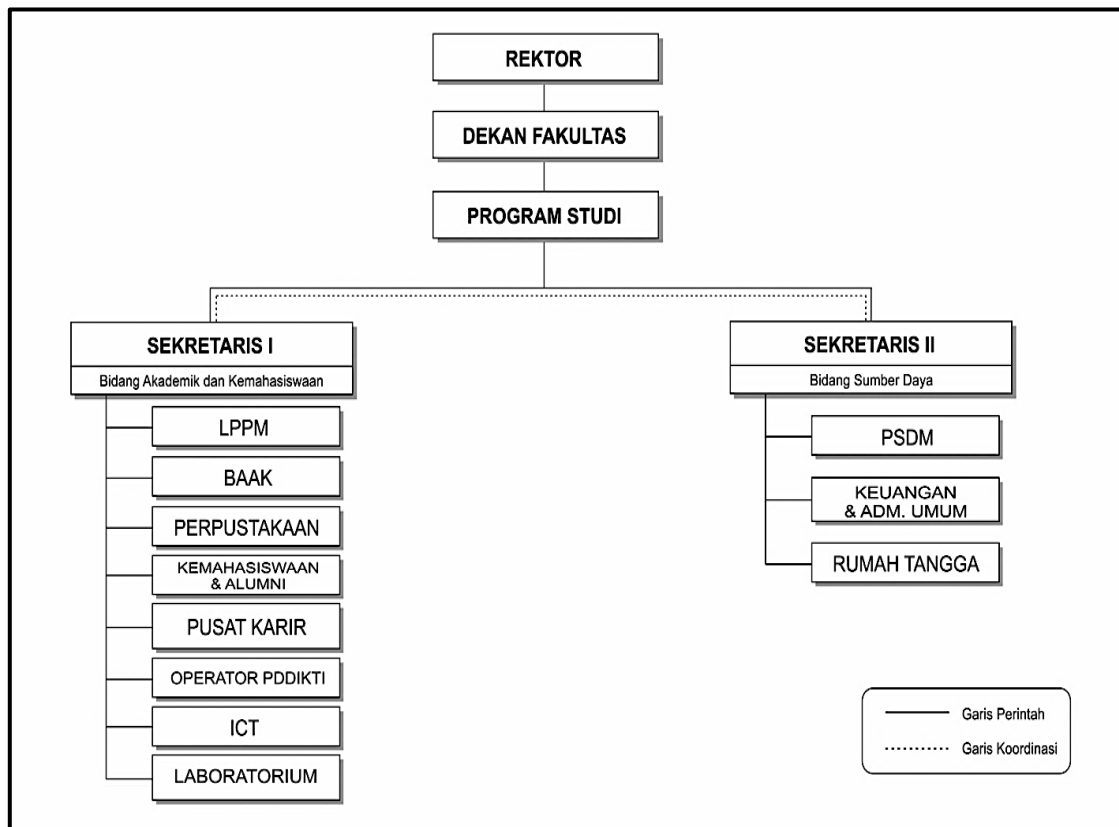 REKTOR
DEKAN FAKULTAS
PROGRAM STUDI
SEKRETARIS I
Bidang Akademik dan Kemahasiswaan
LPPM
BAAK
PERPUSTAKAAN
KEMAHASISWAAN
& ALUMNI
PUSAT KARIR
OPERATOR PDDIKTI
ICT
LABORATORIUM
SEKRETARIS II
Bidang Sumber Daya
PSDM
KEUANGAN
& ADM. UMUM
RUMAH TANGGA
Garis Perintah
Garis Koordinasi